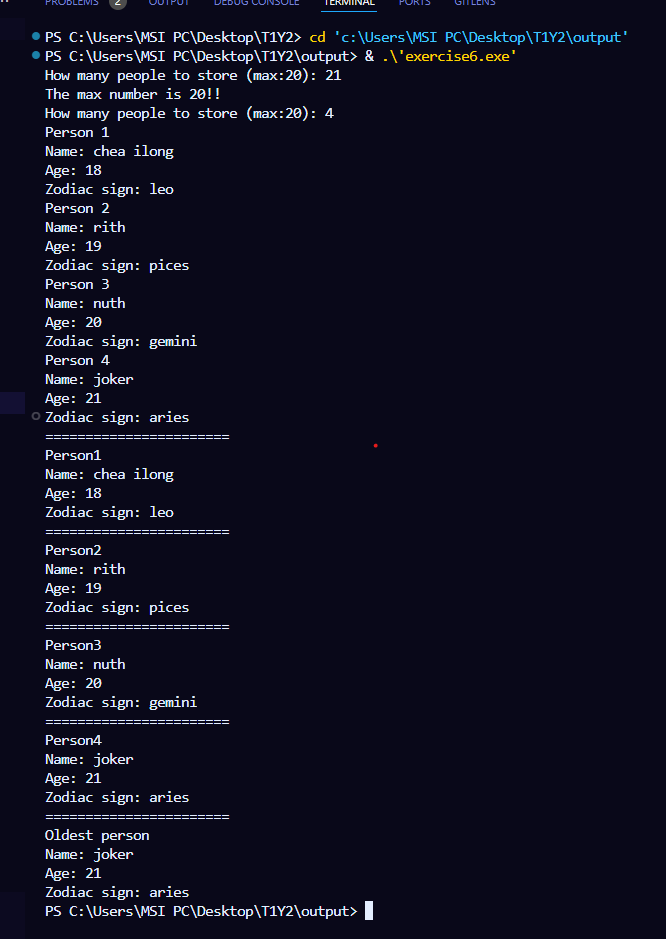 PROBLEMS 2 OUTPUT DEBUG CONSOLE TERMINAL PORTS GITLENS
PS C:\Users\MSI PC\Desktop\T1Y2> cd 'c:\Users\MSI PC\Desktop\T1Y2\output'
PS C:\Users\MSI PC\Desktop\T1Y2\output> & .\'exercise6.exe'
How many people to store (max:20): 21
The max number is 20!!
How many people to store (max:20): 4
Person 1
Name: chea ilong
Age: 18
Zodiac sign: leo
Person 2
Name: rith
Age: 19
Zodiac sign: pices
Person 3
Name: nuth
Age: 20
Zodiac sign: gemini
Person 4
Name: joker
Age: 21
Zodiac sign: aries
=======================
Person1
Name: chea ilong
Age: 18
Zodiac sign: leo
=======================
Person2
Name: rith
Age: 19
Zodiac sign: pices
=======================
Person3
Name: nuth
Age: 20
Zodiac sign: gemini
=======================
Person4
Name: joker
Age: 21
Zodiac sign: aries
=======================
Oldest person
Name: joker
Age: 21
Zodiac sign: aries
PS C:\Users\MSI PC\Desktop\T1Y2\output>